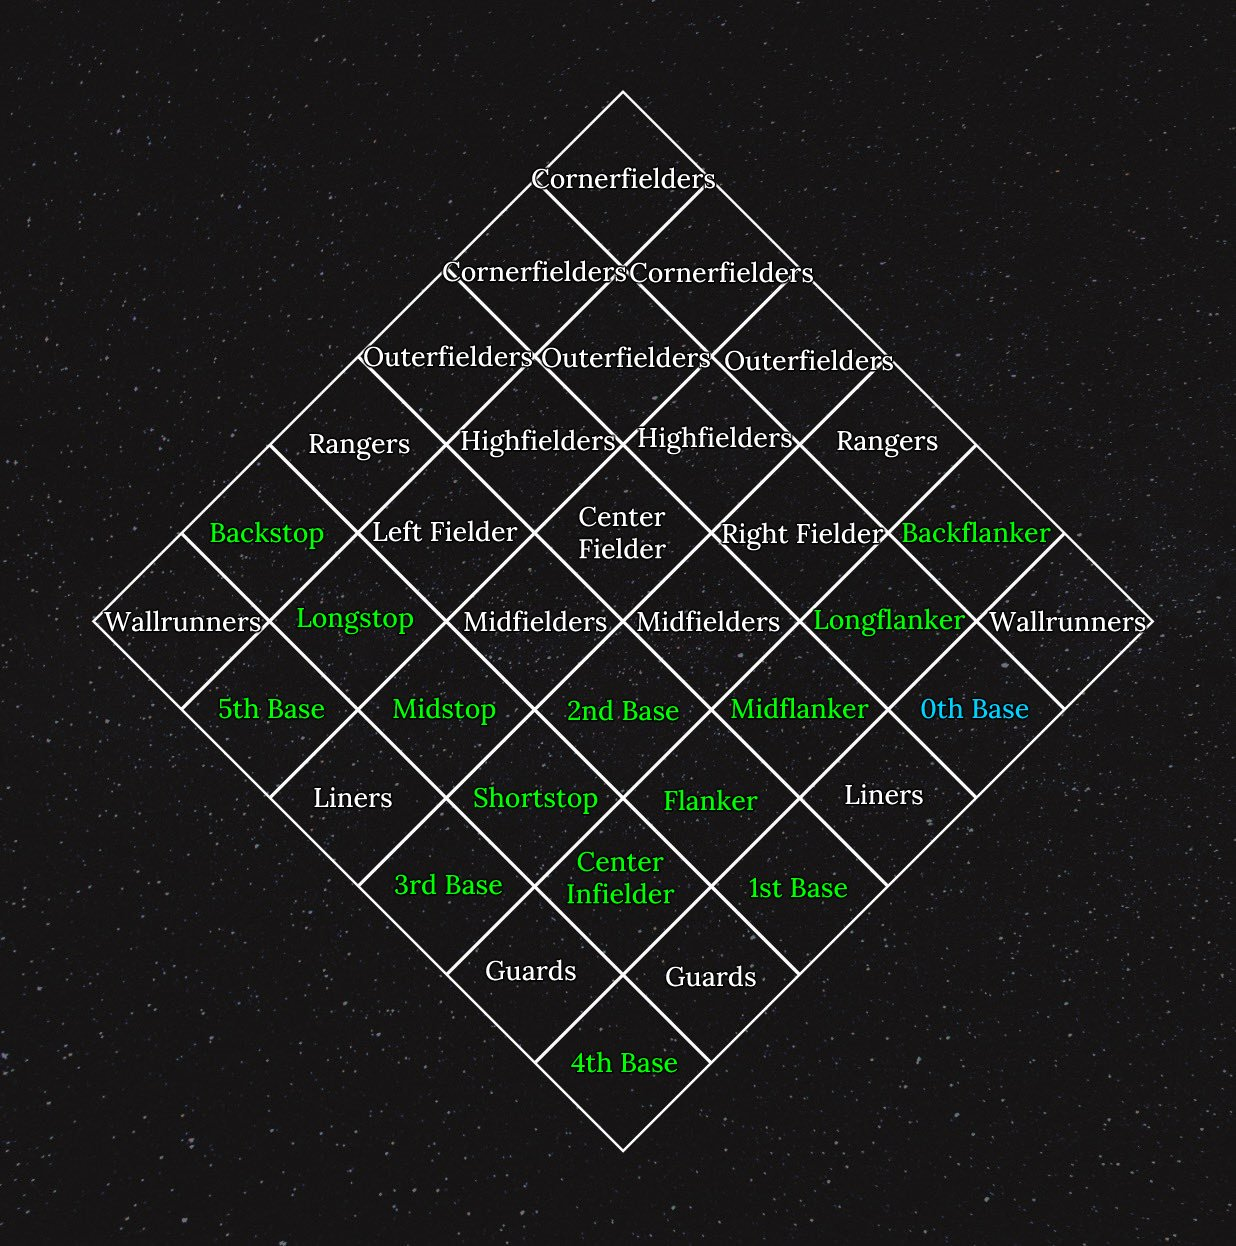 Cornerfielders
Cornerfielders
Cornerfielders
Outerfielders
Outerfielders
Outerfielders
Rangers
Highfielders
Highfielders
Rangers
Backstop
Left Fielder
Center
Fielder
Right Fielder
Backflanker
Wallrunners
Longstop
Midfielders
Midfielders
Longflanker
Wallrunners
5th Base
Midstop
2nd Base
Midflanker
0th Base
Liners
Shortstop
Flanker
Liners
3rd Base
Center
Infielder
1st Base
Guards
Guards
4th Base